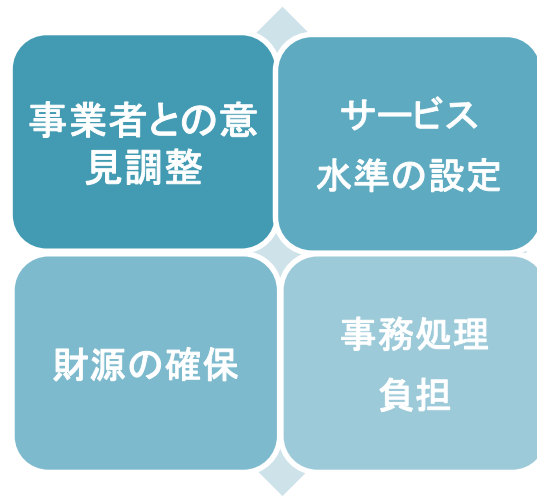 事業者との意
見調整
サービス
水準の設定
財源の確保
事務処理
負担